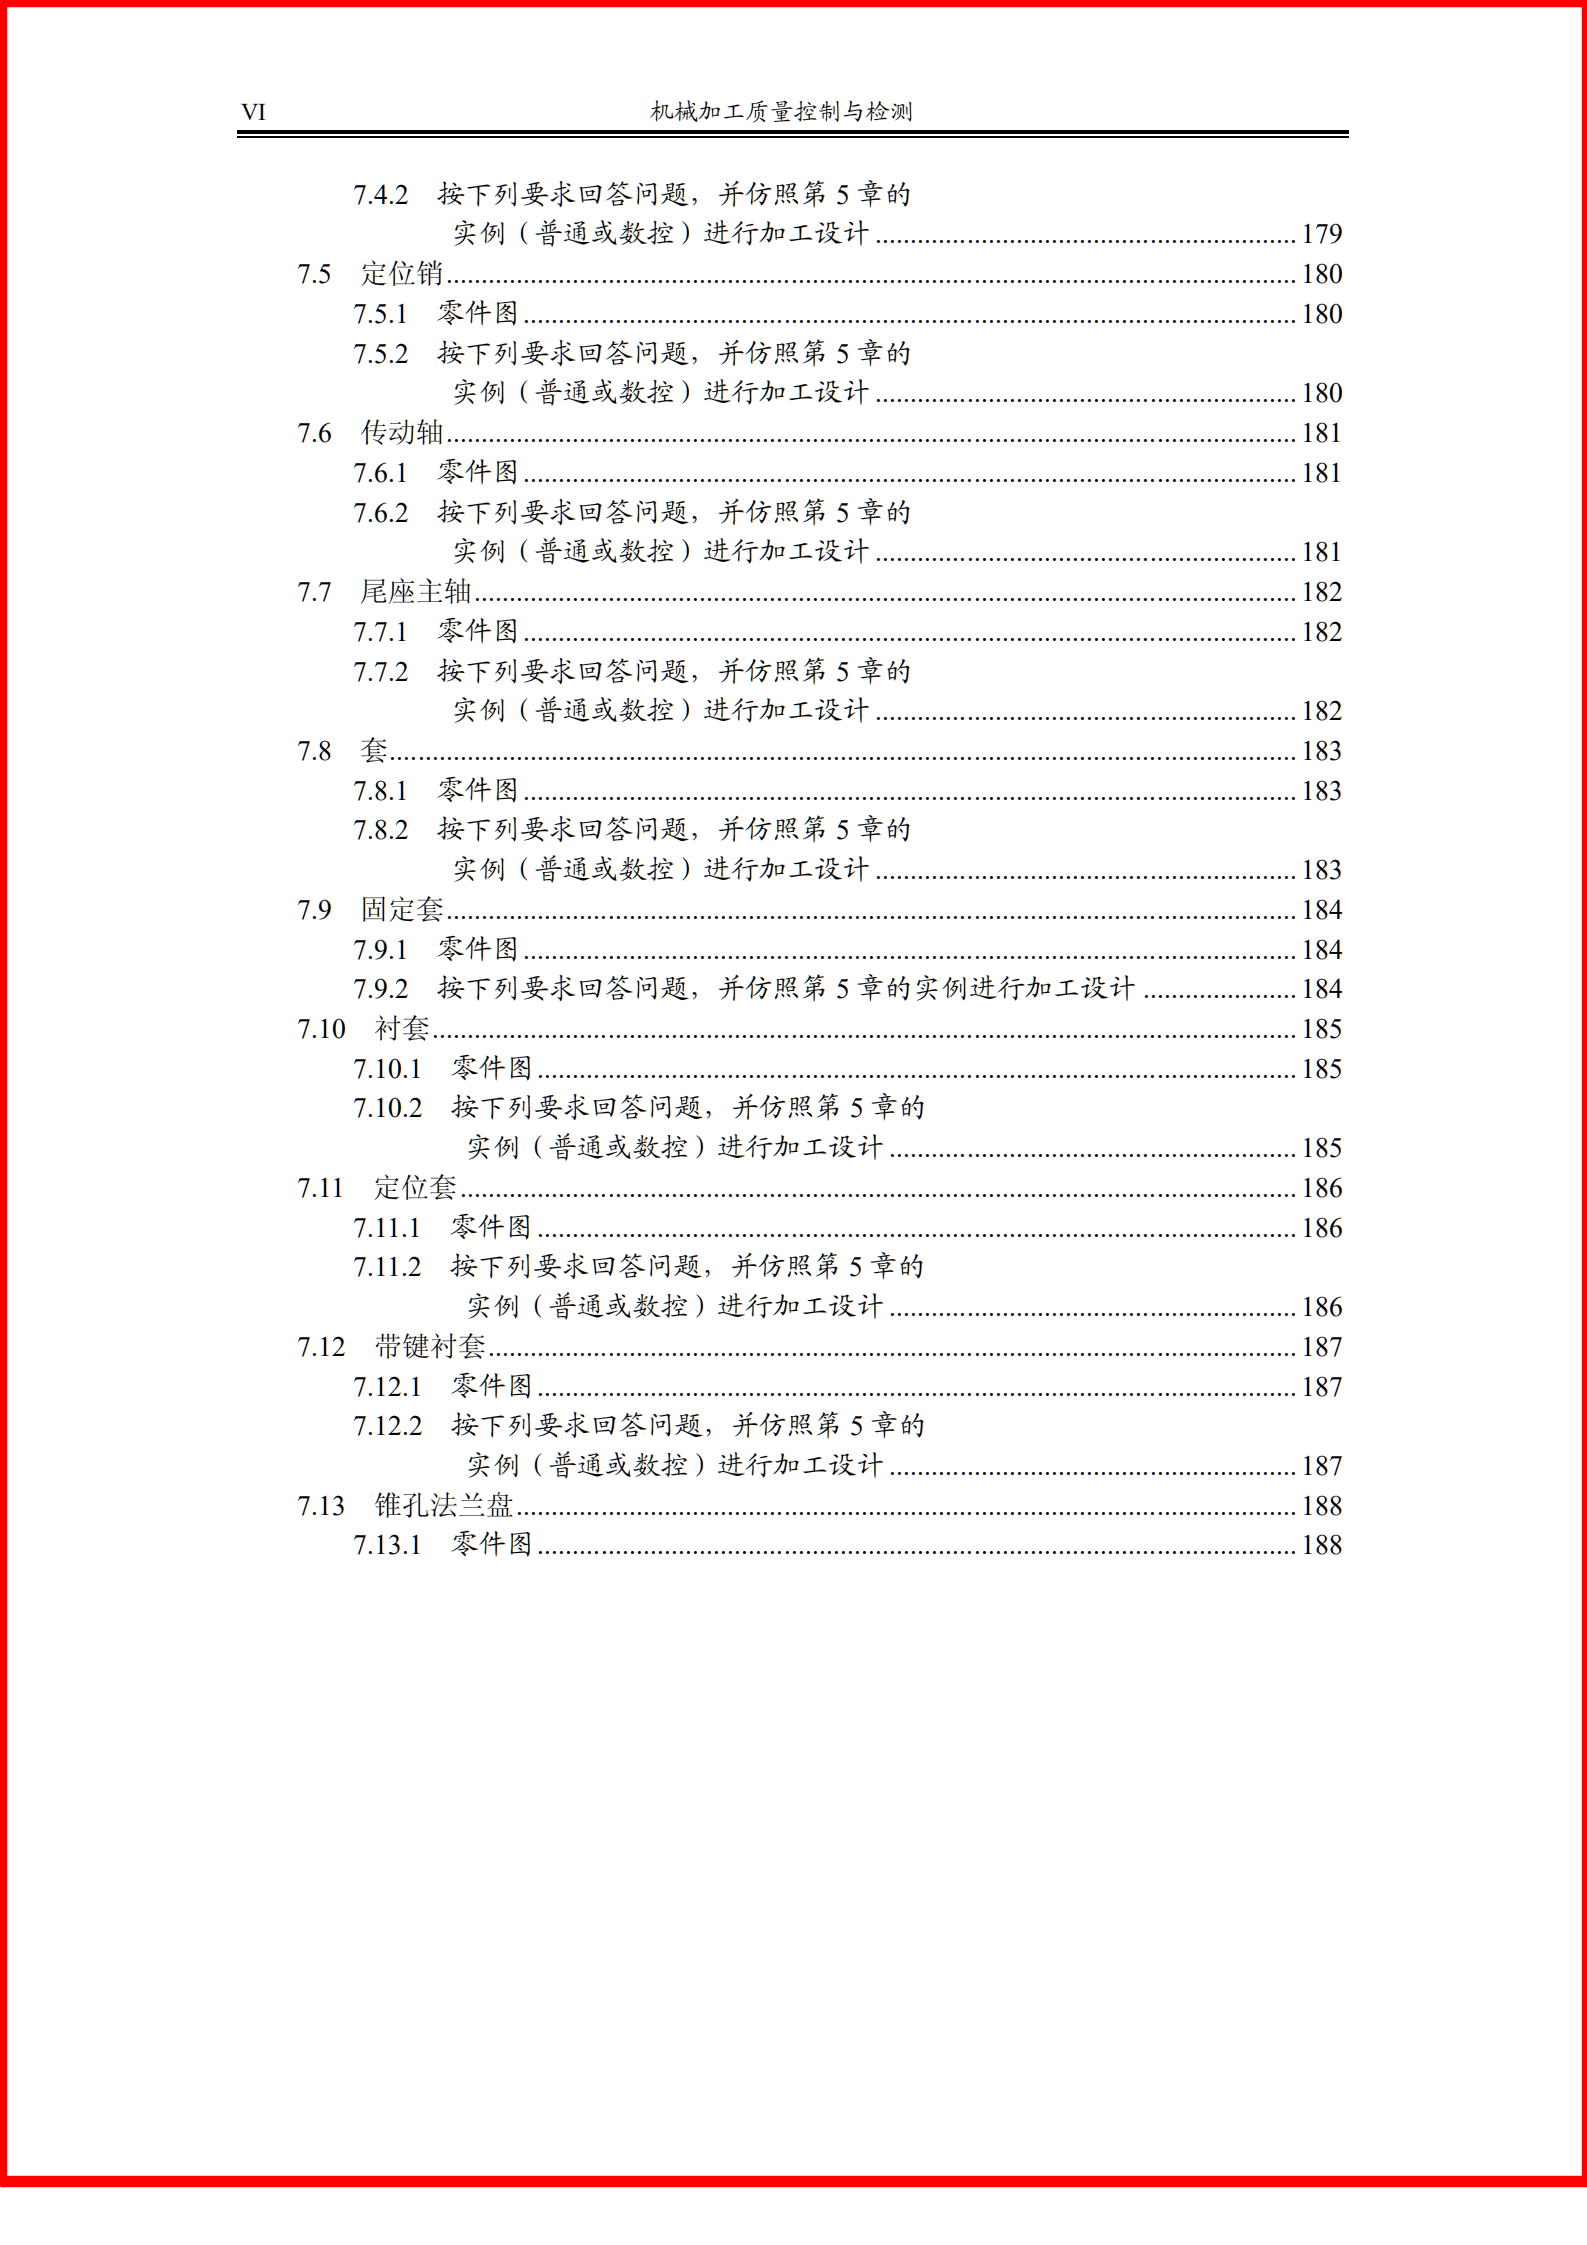 VI 机械加工质量控制与检测
7.4.2 按下列要求回答问题，并仿照第 5 章的
实例（普通或数控）进行加工设计 ........ 179
7.5 定位销 ........ 180
7.5.1 零件图 ........ 180
7.5.2 按下列要求回答问题，并仿照第 5 章的
实例（普通或数控）进行加工设计 ........ 180
7.6 传动轴 ........ 181
7.6.1 零件图 ........ 181
7.6.2 按下列要求回答问题，并仿照第 5 章的
实例（普通或数控）进行加工设计 ........ 181
7.7 尾座主轴 ........ 182
7.7.1 零件图 ........ 182
7.7.2 按下列要求回答问题，并仿照第 5 章的
实例（普通或数控）进行加工设计 ........ 182
7.8 套 ........ 183
7.8.1 零件图 ........ 183
7.8.2 按下列要求回答问题，并仿照第 5 章的
实例（普通或数控）进行加工设计 ........ 183
7.9 固定套 ........ 184
7.9.1 零件图 ........ 184
7.9.2 按下列要求回答问题，并仿照第 5 章的实例进行加工设计 ........ 184
7.10 衬套 ........ 185
7.10.1 零件图 ........ 185
7.10.2 按下列要求回答问题，并仿照第 5 章的
实例（普通或数控）进行加工设计 ........ 185
7.11 定位套 ........ 186
7.11.1 零件图 ........ 186
7.11.2 按下列要求回答问题，并仿照第 5 章的
实例（普通或数控）进行加工设计 ........ 186
7.12 带键衬套 ........ 187
7.12.1 零件图 ........ 187
7.12.2 按下列要求回答问题，并仿照第 5 章的
实例（普通或数控）进行加工设计 ........ 187
7.13 锥孔法兰盘 ........ 188
7.13.1 零件图 ........ 188